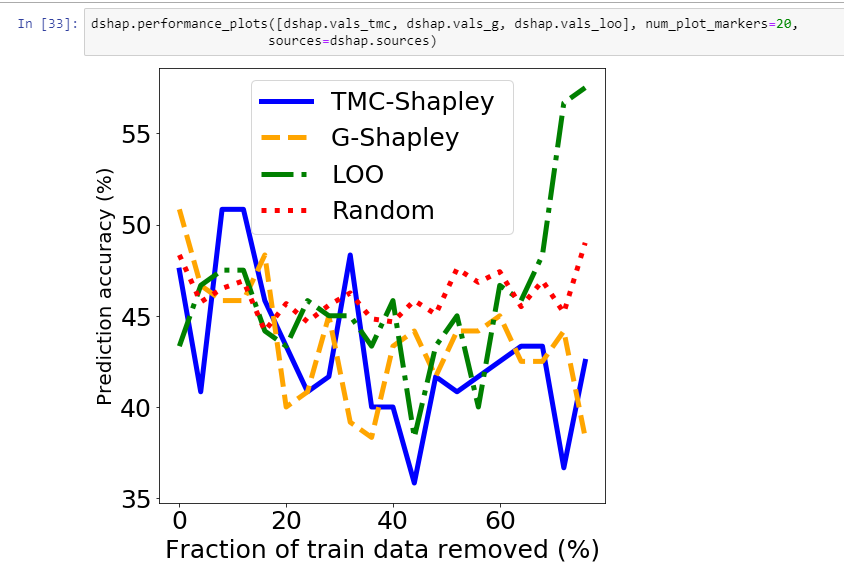 In [33]: dshap.performance_plots([dshap.vals_tmc, dshap.vals_g, dshap.vals_loo], num_plot_markers=20,
sources=dshap.sources)
TMC-Shapley
G-Shapley
LOO
Random
Prediction accuracy (%)
55
50
45
40
35
0 20 40 60
Fraction of train data removed (%)